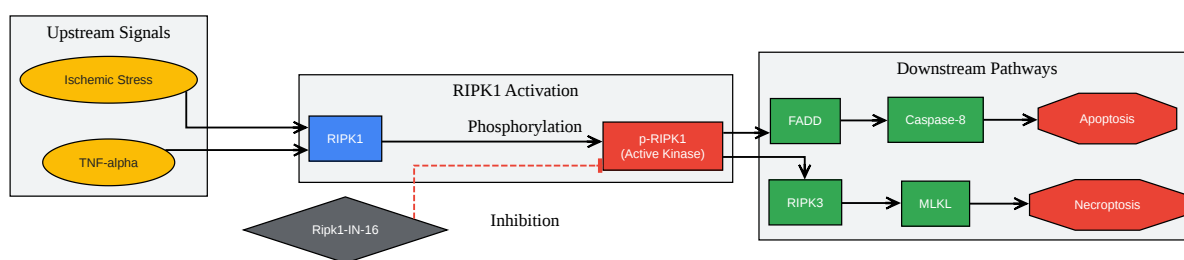 Upstream Signals
Ischemic Stress
TNF-alpha
RIPK1 Activation
RIPK1
Phosphorylation
p-RIPK1
(Active Kinase)
Ripk1-IN-16
Inhibition
Downstream Pathways
FADD
Caspase-8
Apoptosis
RIPK3
MLKL
Necroptosis